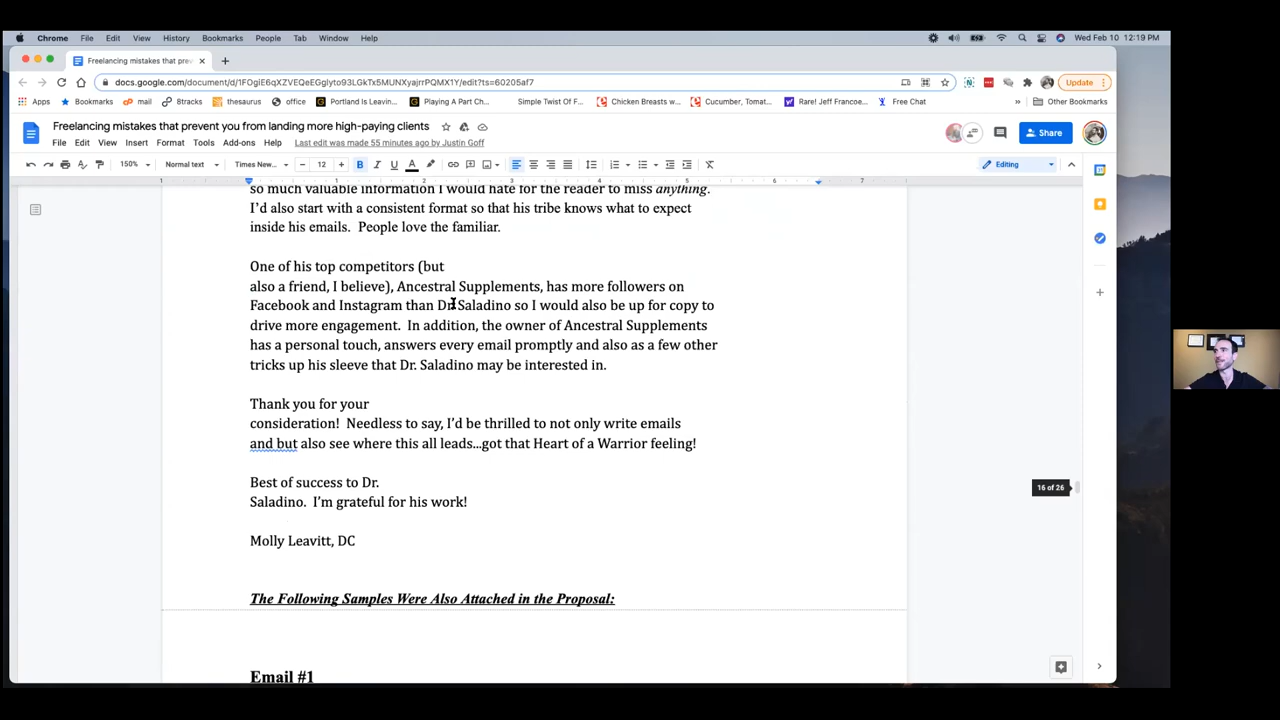 Chrome File Edit View History Bookmarks People Tab Window Help Wed Feb 10 12:19 PM
Freelancing mistakes that prev
docs.google.com/document/d/1FOgiE6qXZVEQeEGglyto93LGkTx5MUNXyajrrPQMX1Y/edit?ts=60205af7 Update
Apps Bookmarks mail Btracks thesaurus office Portland Is Leavin... Playing A Part Ch... Simple Twist Of F... Chicken Breasts w... Cucumber, Tomat... Rare! Jeff Francoe... Free Chat » Other Bookmarks
Freelancing mistakes that prevent you from landing more high-paying clients
Share
File Edit View Insert Format Tools Add-ons Help Last edit was made 55 minutes ago by Justin Goff
150% Normal text Times New... 12 B I U A Editing
1 2 3 4 5 6 7
so much valuable information I would hate for the reader to miss anything.
I'd also start with a consistent format so that his tribe knows what to expect
inside his emails. People love the familiar.
One of his top competitors (but
also a friend, I believe), Ancestral Supplements, has more followers on
Facebook and Instagram than Dr. Saladino so I would also be up for copy to
drive more engagement. In addition, the owner of Ancestral Supplements
has a personal touch, answers every email promptly and also as a few other
tricks up his sleeve that Dr. Saladino may be interested in.
Thank you for your
consideration! Needless to say, I'd be thrilled to not only write emails
and but also see where this all leads...got that Heart of a Warrior feeling!
16 of 26
Best of success to Dr.
Saladino. I'm grateful for his work!
Molly Leavitt, DC
The Following Samples Were Also Attached in the Proposal:
Email #1